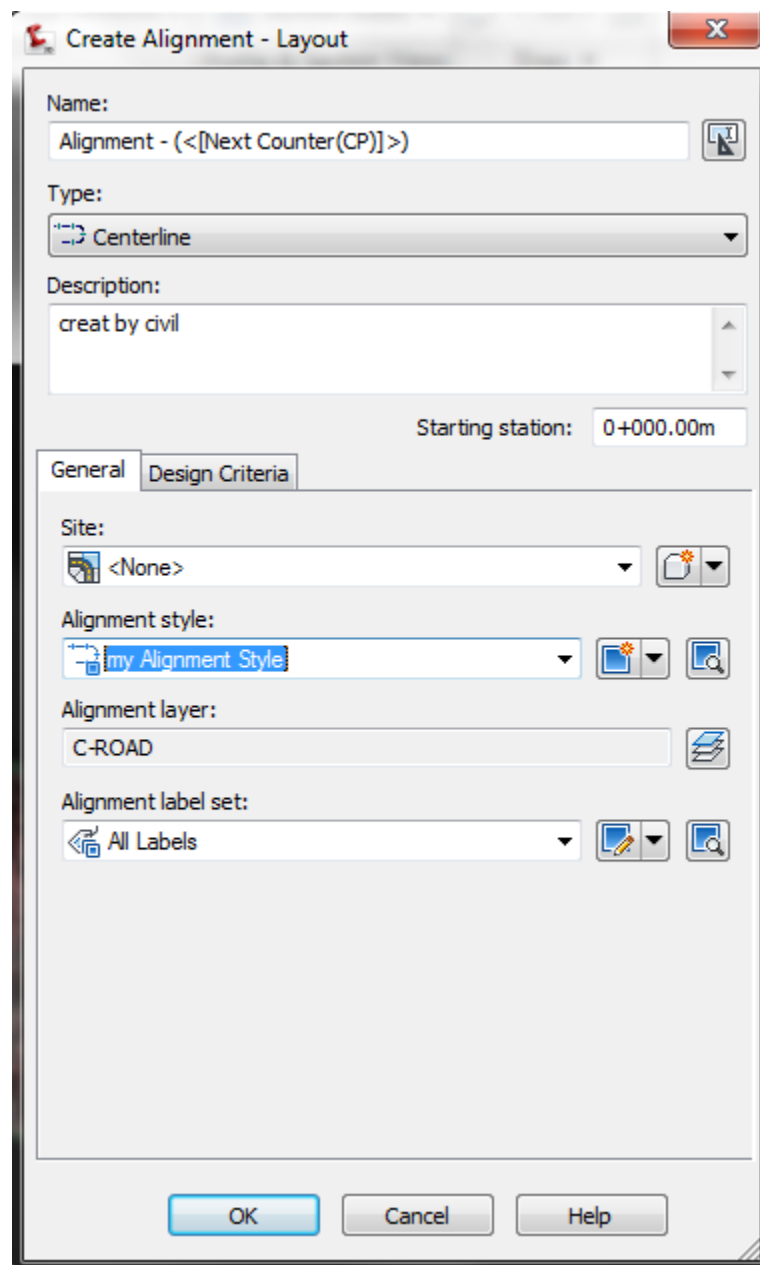 Create Alignment - Layout
Name:
Alignment - (<[Next Counter(CP)]>)
Type:
Centerline
Description:
creat by civil
Starting station: 0+000.00m
General Design Criteria
Site:
<None>
Alignment style:
my Alignment Style
Alignment layer:
C-ROAD
Alignment label set:
All Labels
OK Cancel Help